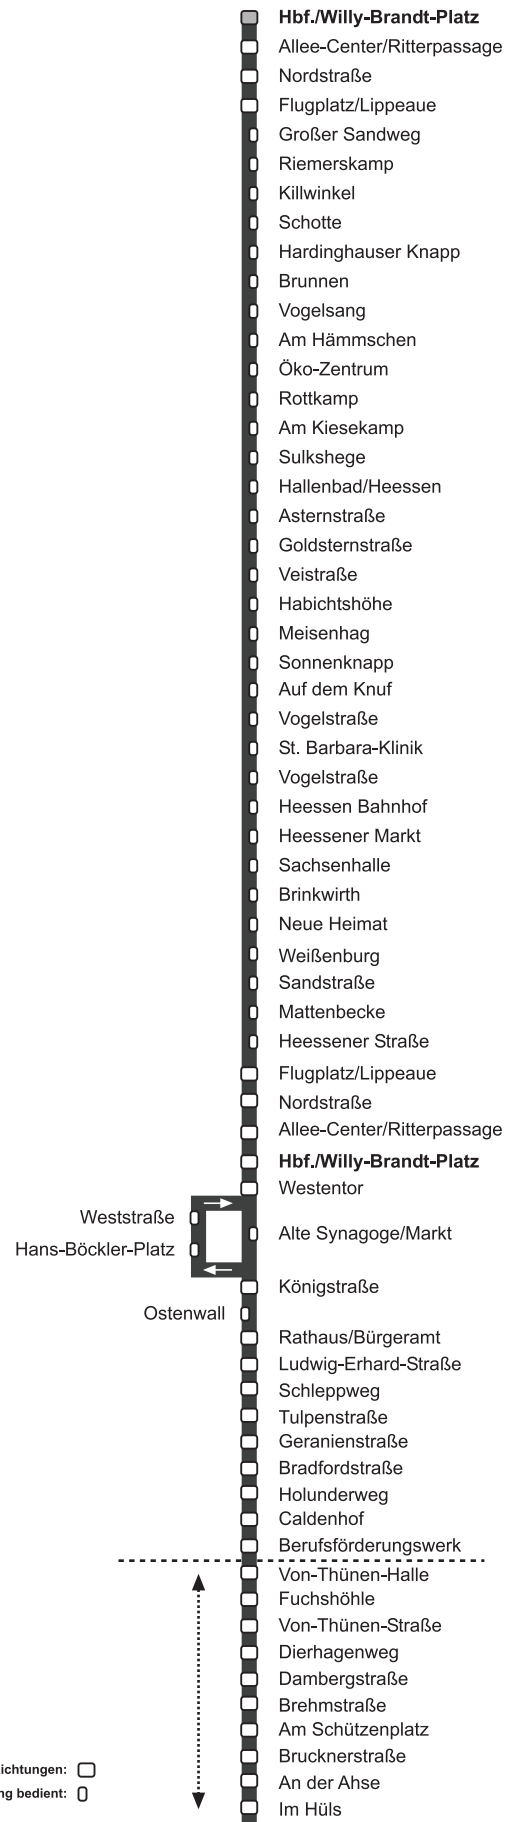 Hbf./Willy-Brandt-Platz
Allee-Center/Ritterpassage
Nordstraße
Flugplatz/Lippeaue
Großer Sandweg
Riemerskamp
Killwinkel
Schotte
Hardinghauser Knapp
Brunnen
Vogelsang
Am Hämmschen
Öko-Zentrum
Rottkamp
Am Kiesekamp
Sulkshege
Hallenbad/Heessen
Asternstraße
Goldsternstraße
Veistraße
Habichtshöhe
Meisenhag
Sonnenknapp
Auf dem Knuf
Vogelstraße
St. Barbara-Klinik
Vogelstraße
Heessen Bahnhof
Heessener Markt
Sachsenhalle
Brinkwirth
Neue Heimat
Weißenburg
Sandstraße
Mattenbecke
Heessener Straße
Flugplatz/Lippeaue
Nordstraße
Allee-Center/Ritterpassage
Hbf./Willy-Brandt-Platz
Westentor
Weststraße
Alte Synagoge/Markt
Hans-Böckler-Platz
Königstraße
Ostenwall
Rathaus/Bürgeramt
Ludwig-Erhard-Straße
Schleppweg
Tulpenstraße
Geranienstraße
Bradfordstraße
Holunderweg
Caldenhof
Berufsförderungswerk
Von-Thünen-Halle
Fuchshöhle
Von-Thünen-Straße
Dierhagenweg
Dambergstraße
Brehmstraße
Am Schützenplatz
Brucknerstraße
ichtungen:
An der Ahse
ng bedient:
Im Hüls